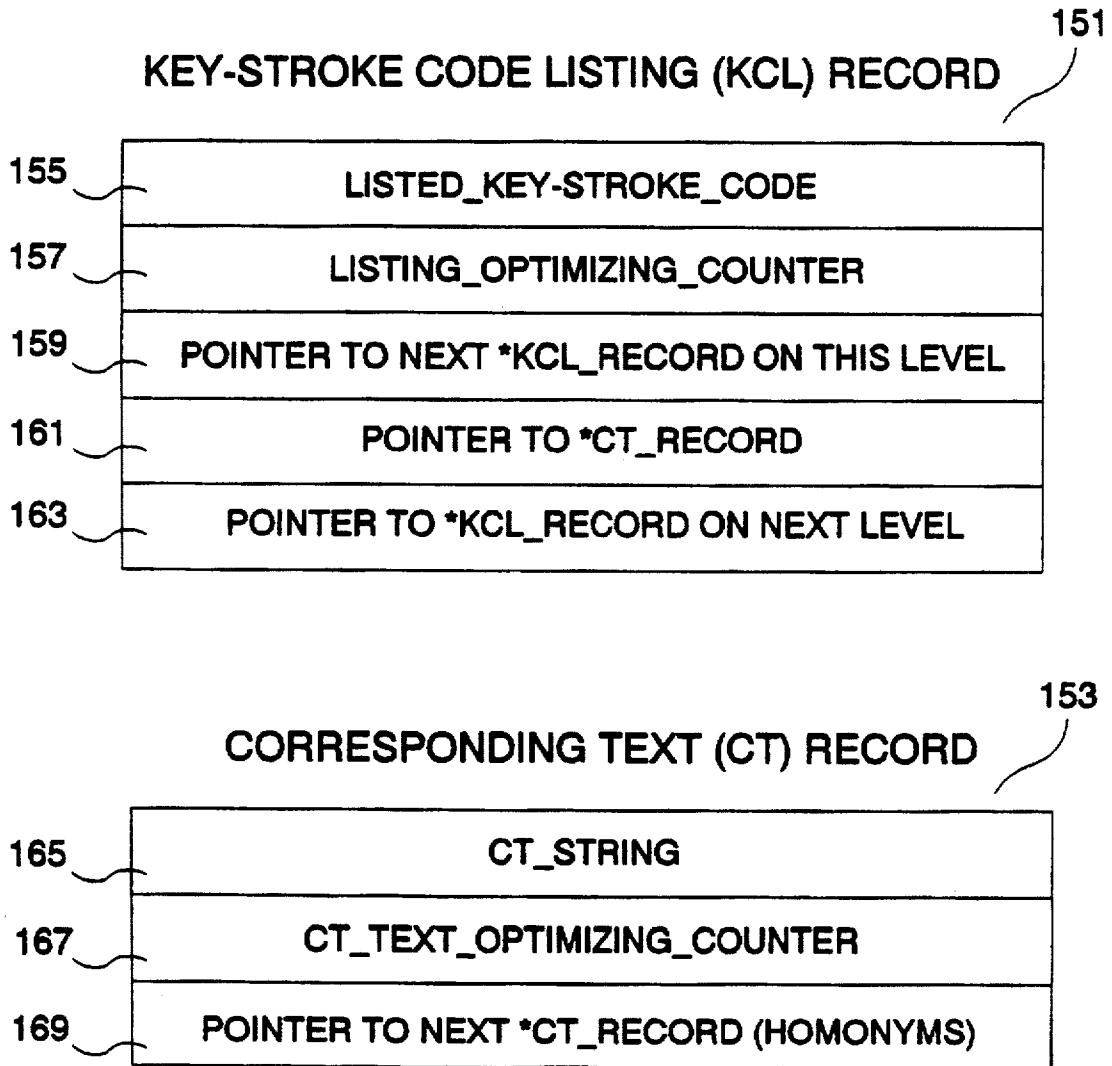 151
KEY-STROKE CODE LISTING (KCL) RECORD
155 LISTED_KEY-STROKE_CODE
157 LISTING_OPTIMIZING_COUNTER
159 POINTER TO NEXT *KCL_RECORD ON THIS LEVEL
161 POINTER TO *CT_RECORD
163 POINTER TO *KCL_RECORD ON NEXT LEVEL
153
CORRESPONDING TEXT (CT) RECORD
165 CT_STRING
167 CT_TEXT_OPTIMIZING_COUNTER
169 POINTER TO NEXT *CT_RECORD (HOMONYMS)